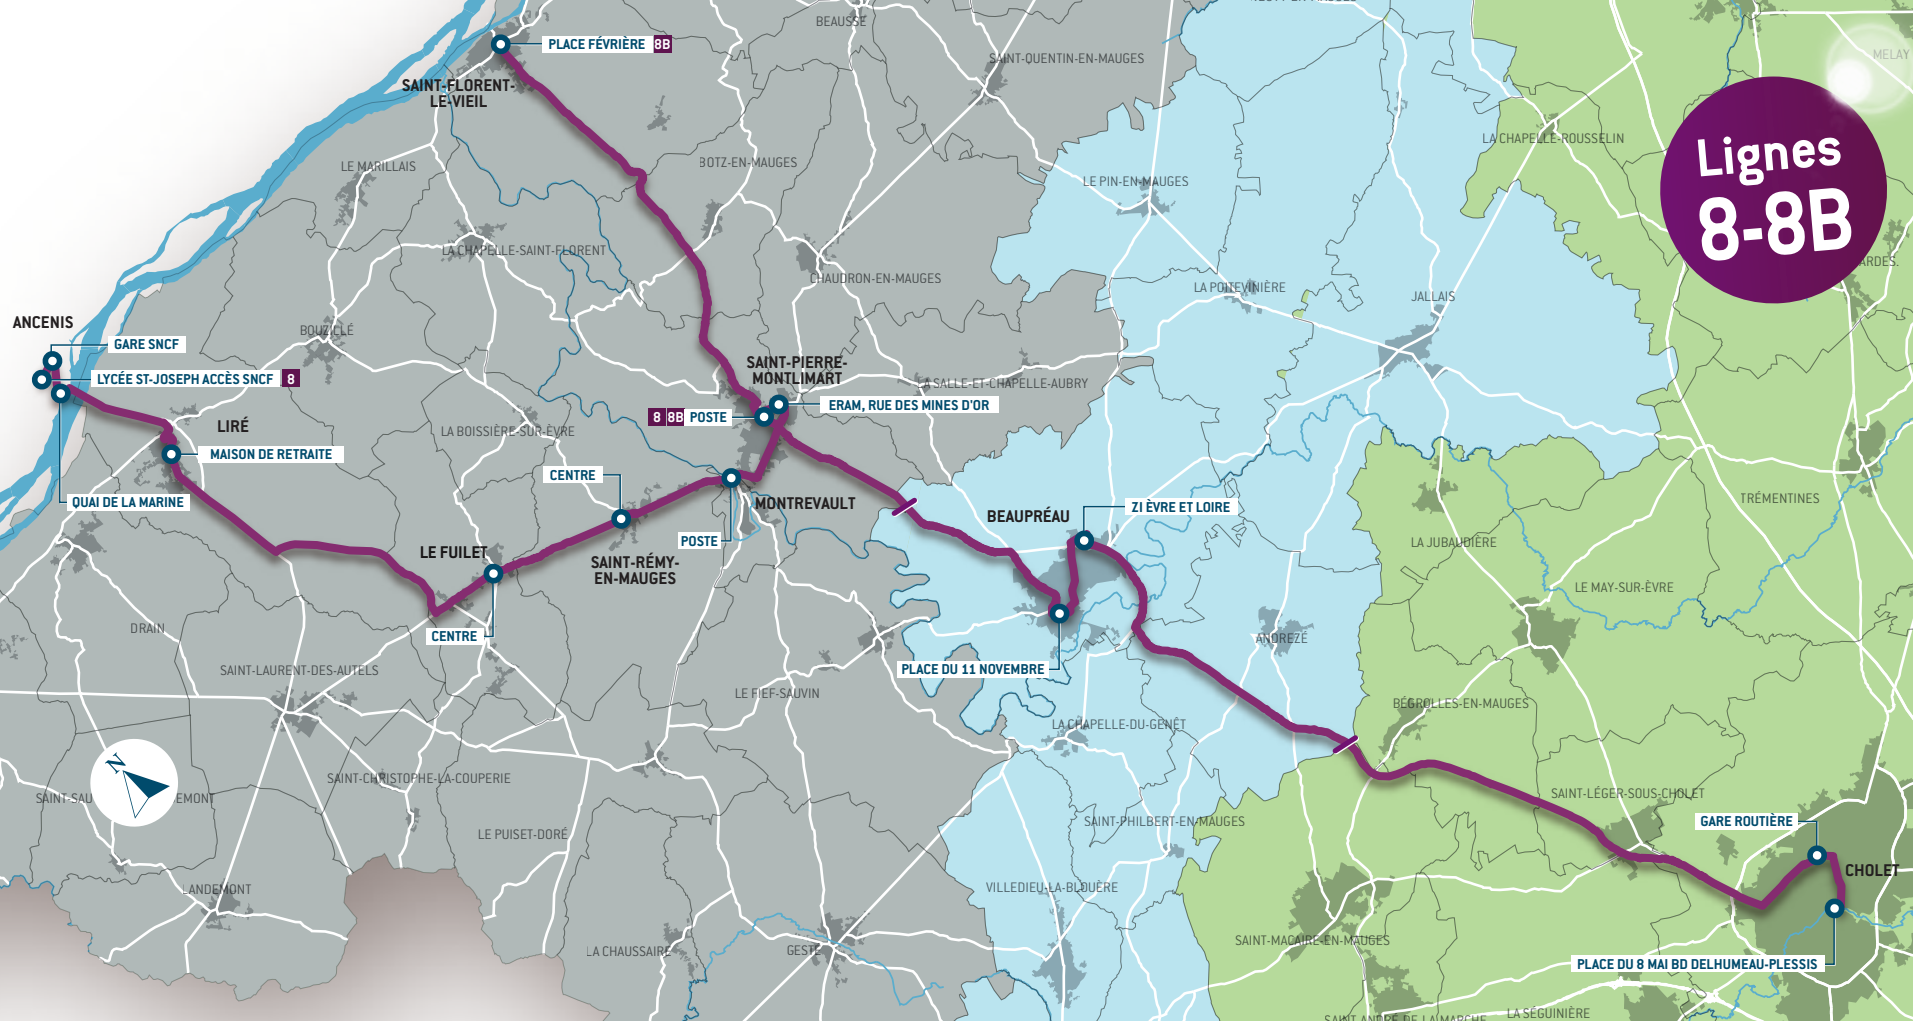 BEAUSSE
PLACE FÉVRIÈRE 8B
SAINT-QUENTIN-EN-MAUGES
MELAY
SAINT-FLORENT-
LE-VIEIL
Lignes
8-8B
LA CHAPELLE-ROUSSELIN
LE MARILLAIS
BOTZ-EN-MAUGES
LE PIN-EN-MAUGES
LA CHAPELLE-SAINT-FLORENT
CHAUDRON-EN-MAUGES
LA POITEVINIÈRE
JALLAIS
ANCENIS
GARE SNCF
BOUZILLÉ
LYCÉE ST-JOSEPH ACCÈS SNCF 8
SAINT-PIERRE-
MONTLIMART
LA SALLE-ET-CHAPELLE-AUBRY
ERAM, RUE DES MINES D'OR
8 8B POSTE
LIRÉ
LA BOISSIÈRE-SUR-ÈVRE
MAISON DE RETRAITE
CENTRE
QUAI DE LA MARINE
MONTREVAULT
BEAUPRÉAU
ZI ÈVRE ET LOIRE
TRÉMENTINES
POSTE
LE FUILET
SAINT-RÉMY-
EN-MAUGES
LA JUBAUDIÈRE
LE MAY-SUR-ÈVRE
DRAIN
CENTRE
ANDREZÉ
SAINT-LAURENT-DES-AUTELS
PLACE DU 11 NOVEMBRE
LE FIEF-SAUVIN
BÉGROLLES-EN-MAUGES
LA CHAPELLE-DU-GENÊT
N
SAINT-CHRISTOPHE-LA-COUPERIE
SAINT-LÉGER-SOUS-CHOLET
SAINT-PHILBERT-EN-MAUGES
GARE ROUTIÈRE
LE PUISET-DORÉ
CHOLET
LANDEMONT
VILLEDIEU-LA-BLOUÈRE
SAINT-MACAIRE-EN-MAUGES
LA CHAUSSAIRE
GESTÉ
PLACE DU 8 MAI BD DELHUMEAU-PLESSIS
LA SÉGUINIÈRE
SAINT-ANDRÉ-DE-LA-MARCHE